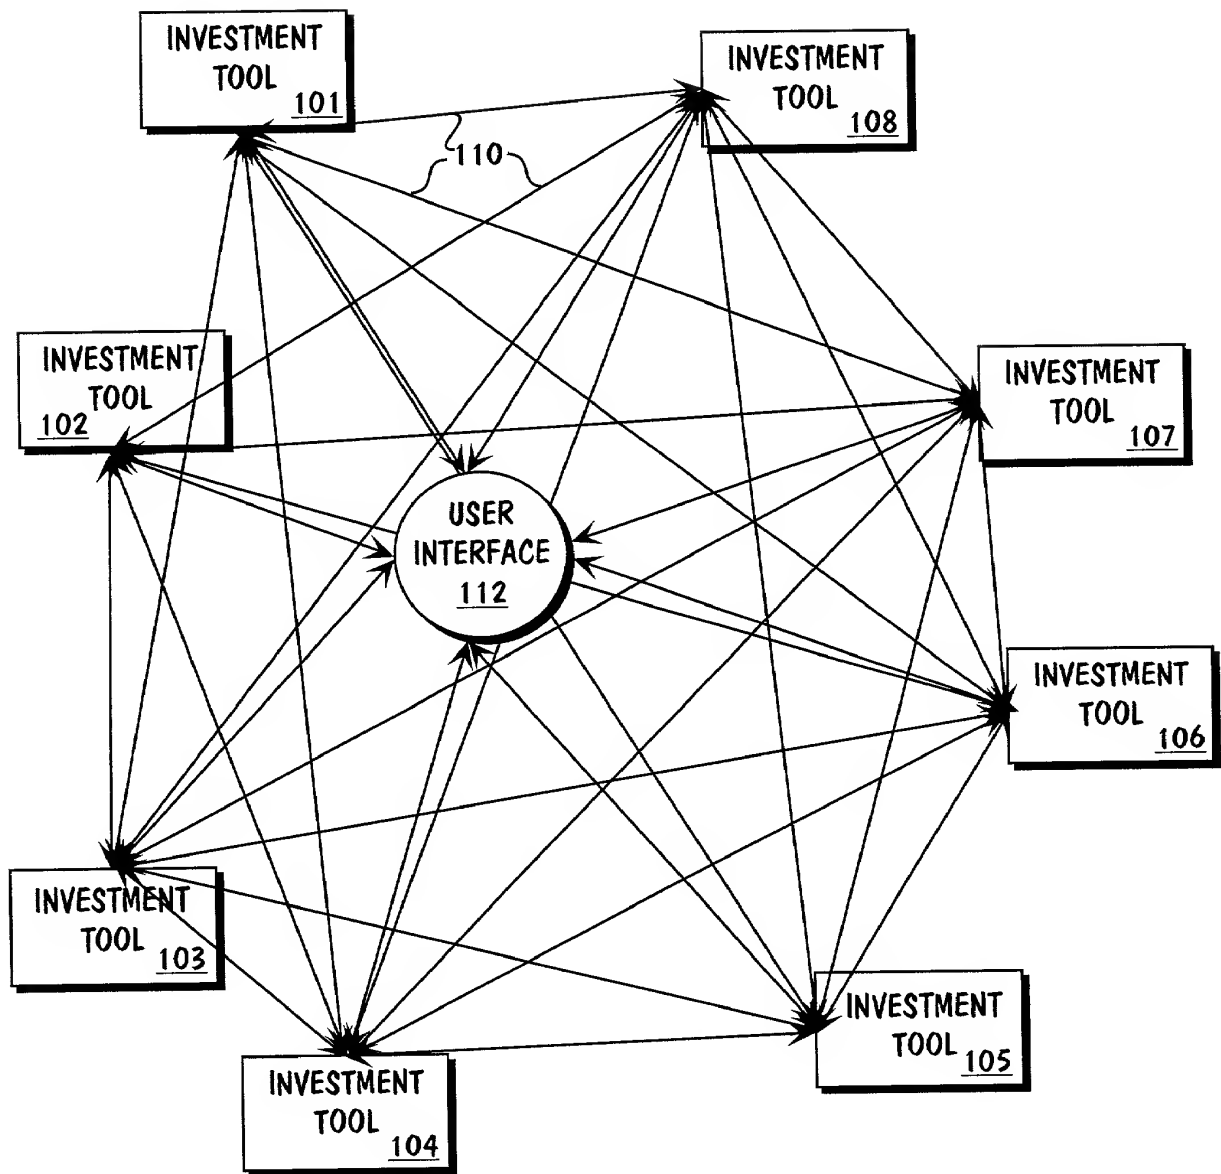 INVESTMENT
TOOL
101
INVESTMENT
TOOL
108
110
INVESTMENT
TOOL
102
INVESTMENT
TOOL
107
USER
INTERFACE
112
INVESTMENT
TOOL
106
INVESTMENT
TOOL
103
INVESTMENT
TOOL
105
INVESTMENT
TOOL
104